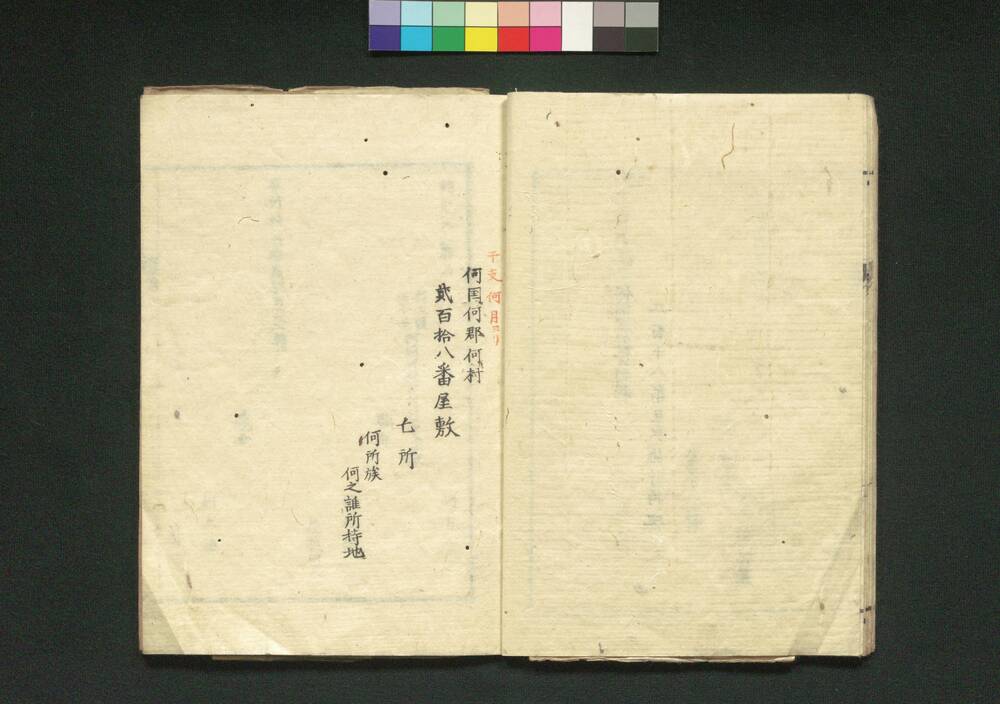 干支何月ヨリ
何国何郡何村
貳百拾八番屋敷
七所
何所族
何之誰所持地